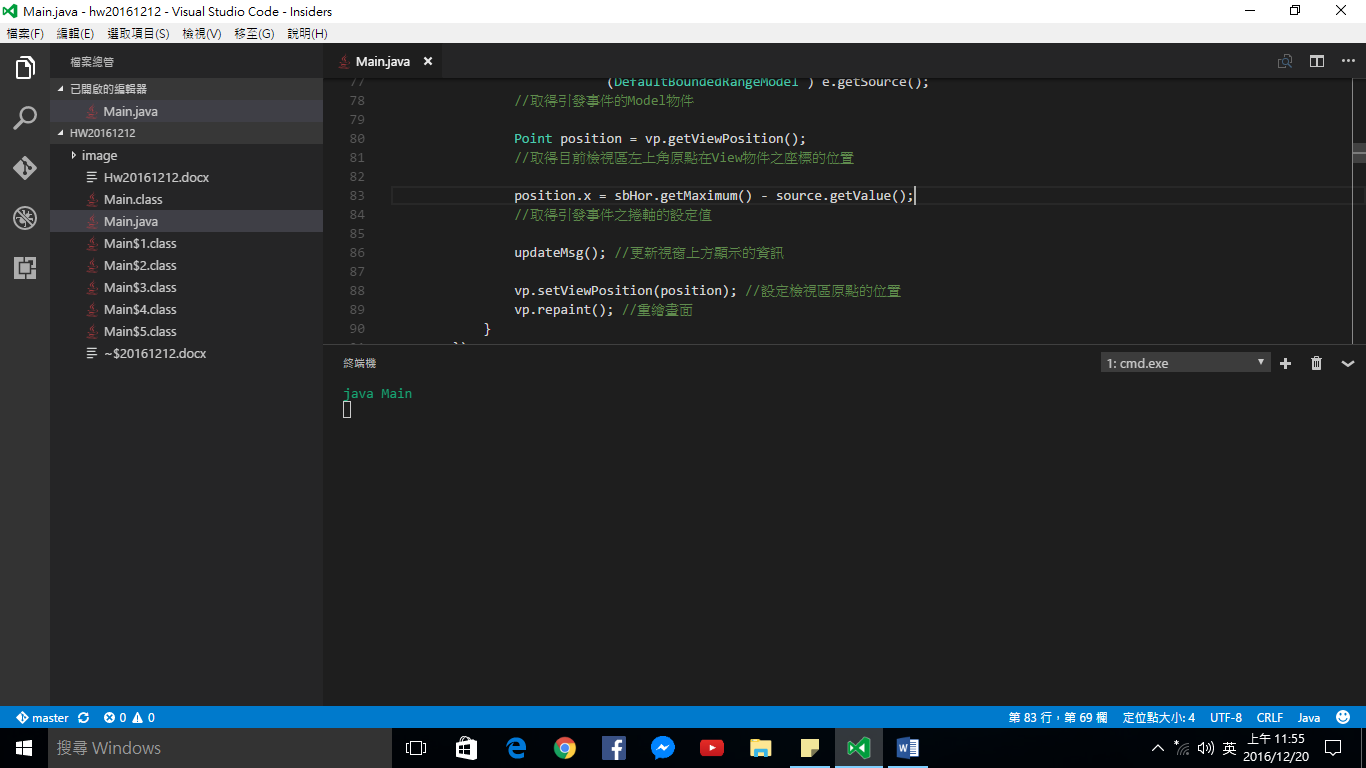 Main.java - hw20161212 - Visual Studio Code - Insiders
檔案(F) 編輯(E) 選取項目(S) 檢視(V) 移至(G) 說明(H)
檔案總管
已開啟的編輯器
Main.java
HW20161212
image
Hw20161212.docx
Main.class
Main.java
Main$1.class
Main$2.class
Main$3.class
Main$4.class
Main$5.class
~$20161212.docx
Main.java
77 (DefaultBoundedRangeModel ) e.getSource();
78 //取得引發事件的Model物件
79
80 Point position = vp.getViewPosition();
81 //取得目前檢視區左上角原點在View物件之座標的位置
82
83 position.x = sbHor.getMaximum() - source.getValue();
84 //取得引發事件之捲軸的設定值
85
86 updateMsg(); //更新視窗上方顯示的資訊
87
88 vp.setViewPosition(position); //設定檢視區原點的位置
89 vp.repaint(); //重繪畫面
90 }
終端機
1: cmd.exe
java Main
master 0 0
第 83 行，第 69 欄 定位點大小: 4 UTF-8 CRLF Java
搜尋 Windows
英
上午 11:55
2016/12/20